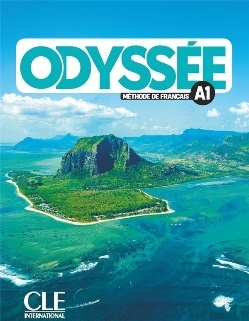 ODYSSÉE
MÉTHODE DE FRANÇAIS A1
CLE
INTERNATIONAL